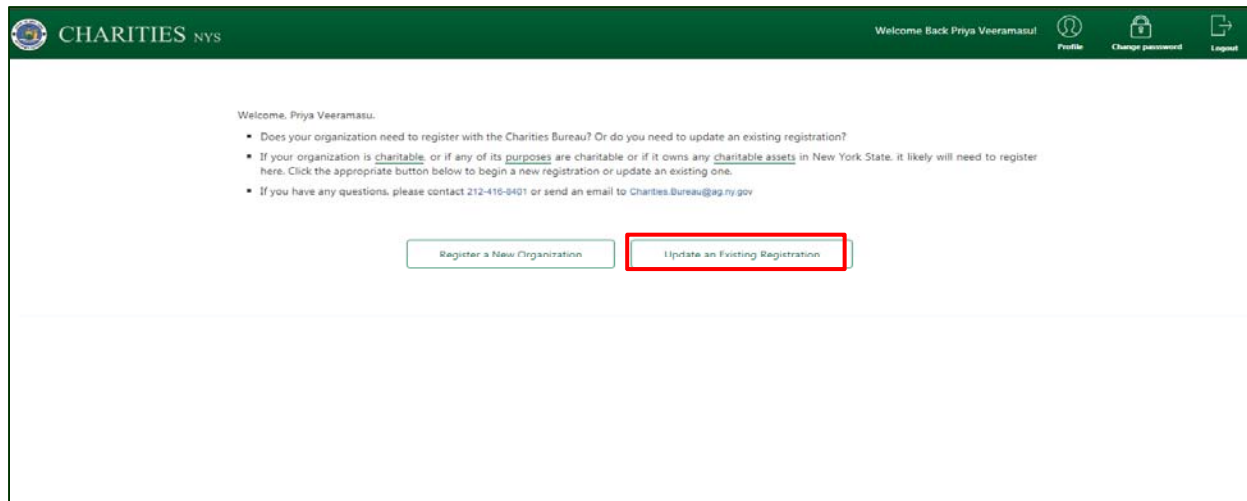 CHARITIES NYS
Welcome Back Priya Veeramasu!
Profile
Change password
Logout
Welcome, Priya Veeramasu.
▪ Does your organization need to register with the Charities Bureau? Or do you need to update an existing registration?
▪ If your organization is charitable, or if any of its purposes are charitable or if it owns any charitable assets in New York State, it likely will need to register
here. Click the appropriate button below to begin a new registration or update an existing one.
▪ If you have any questions, please contact 212-416-8401 or send an email to Charities.Bureau@ag.ny.gov
Register a New Organization
Update an Existing Registration